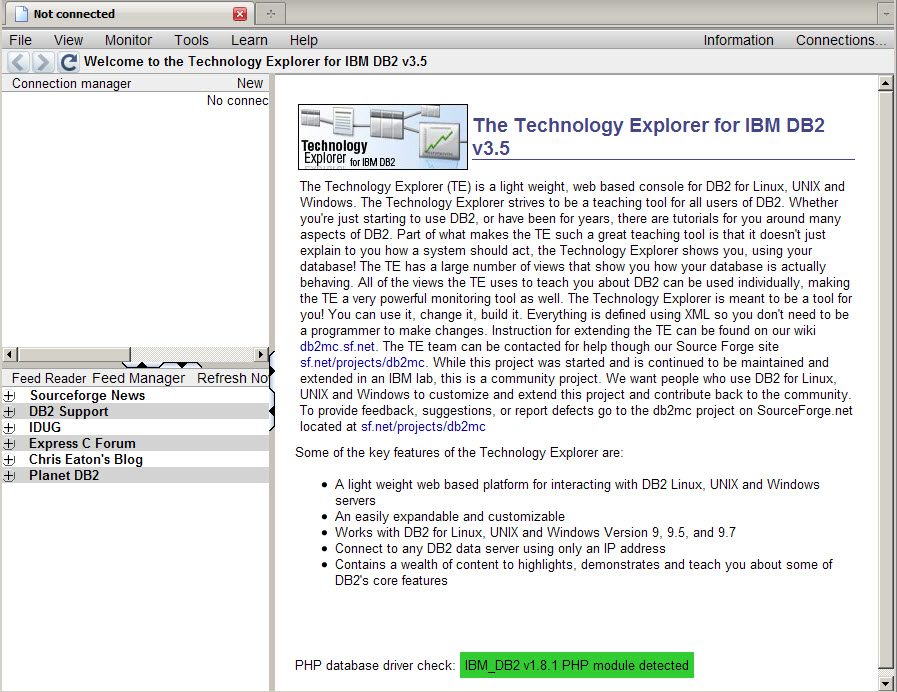 Not connected
File View Monitor Tools Learn Help Information Connections...
Welcome to the Technology Explorer for IBM DB2 v3.5
Connection manager New
No connec
Technology
Explorer for IBM DB2
The Technology Explorer for IBM DB2
v3.5
The Technology Explorer (TE) is a light weight, web based console for DB2 for Linux, UNIX and
Windows. The Technology Explorer strives to be a teaching tool for all users of DB2. Whether
you're just starting to use DB2, or have been for years, there are tutorials for you around many
aspects of DB2. Part of what makes the TE such a great teaching tool is that it doesn't just
explain to you how a system should act, the Technology Explorer shows you, using your
database! The TE has a large number of views that show you how your database is actually
behaving. All of the views the TE uses to teach you about DB2 can be used individually, making
the TE a very powerful monitoring tool as well. The Technology Explorer is meant to be a tool for
you! You can use it, change it, build it. Everything is defined using XML so you don't need to be
a programmer to make changes. Instruction for extending the TE can be found on our wiki
db2mc.sf.net. The TE team can be contacted for help though our Source Forge site
sf.net/projects/db2mc. While this project was started and is continued to be maintained and
extended in an IBM lab, this is a community project. We want people who use DB2 for Linux,
UNIX and Windows to customize and extend this project and contribute back to the community.
To provide feedback, suggestions, or report defects go to the db2mc project on SourceForge.net
located at sf.net/projects/db2mc
Some of the key features of the Technology Explorer are:
A light weight web based platform for interacting with DB2 Linux, UNIX and Windows
servers
An easily expandable and customizable
Works with DB2 for Linux, UNIX and Windows Version 9, 9.5, and 9.7
Connect to any DB2 data server using only an IP address
Contains a wealth of content to highlights, demonstrates and teach you about some of
DB2's core features
PHP database driver check: IBM_DB2 v1.8.1 PHP module detected
Feed Reader Feed Manager Refresh No
Sourceforge News
DB2 Support
IDUG
Express C Forum
Chris Eaton's Blog
Planet DB2